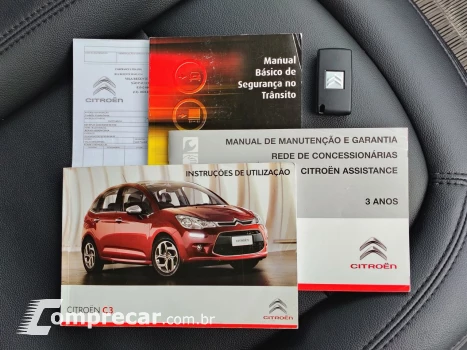 CITROËN
Manual
Básico de
Segurança no
Trânsito
MANUAL DE MANUTENÇÃO E GARANTIA
REDE DE CONCESSIONÁRIAS
CITROËN ASSISTANCE
3 ANOS
CITROËN
INSTRUÇÕES DE UTILIZAÇÃO
CITROËN C3
CITROËN
Comprecar.com.br